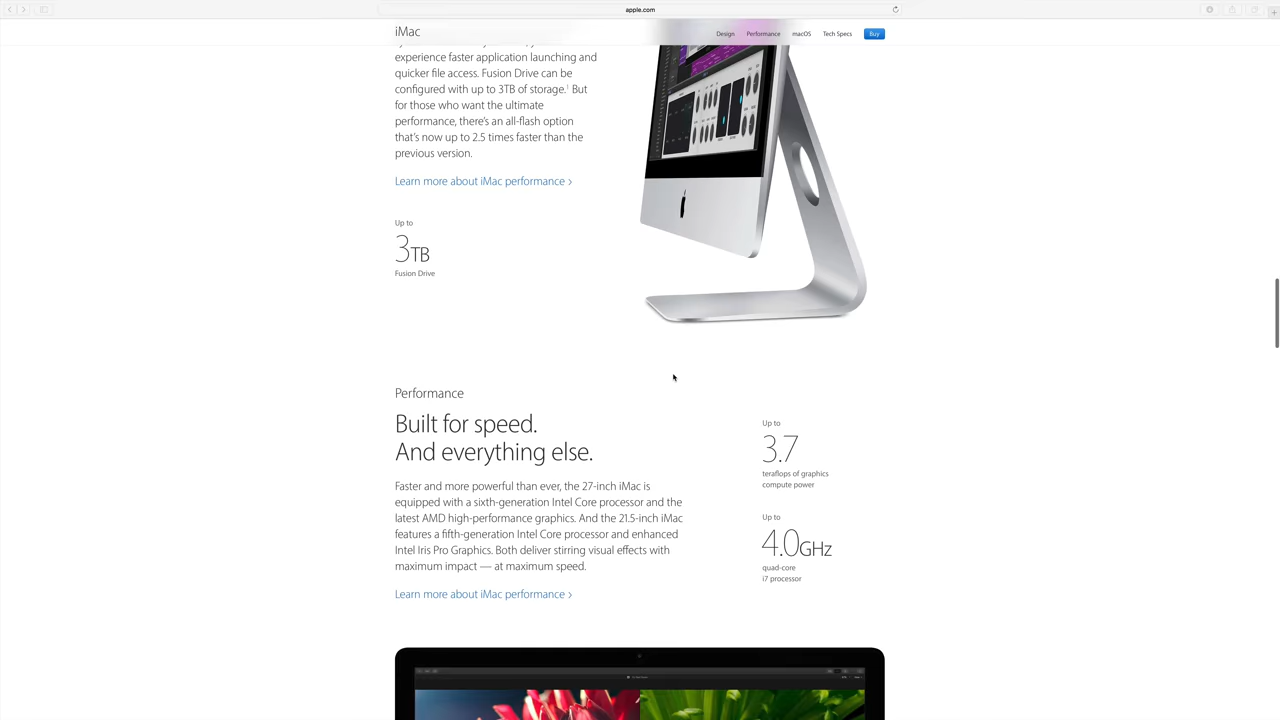 apple.com
iMac
Design
Performance
macOS
Tech Specs
Buy
experience faster application launching and
quicker file access. Fusion Drive can be
configured with up to 3TB of storage.¹ But
for those who want the ultimate
performance, there's an all-flash option
that's now up to 2.5 times faster than the
previous version.
Learn more about iMac performance ›
Up to
3TB
Fusion Drive
Performance
Built for speed.
And everything else.
Faster and more powerful than ever, the 27-inch iMac is
equipped with a sixth-generation Intel Core processor and the
latest AMD high-performance graphics. And the 21.5-inch iMac
features a fifth-generation Intel Core processor and enhanced
Intel Iris Pro Graphics. Both deliver stirring visual effects with
maximum impact — at maximum speed.
Learn more about iMac performance ›
Up to
3.7
teraflops of graphics
compute power
Up to
4.0GHz
quad-core
i7 processor